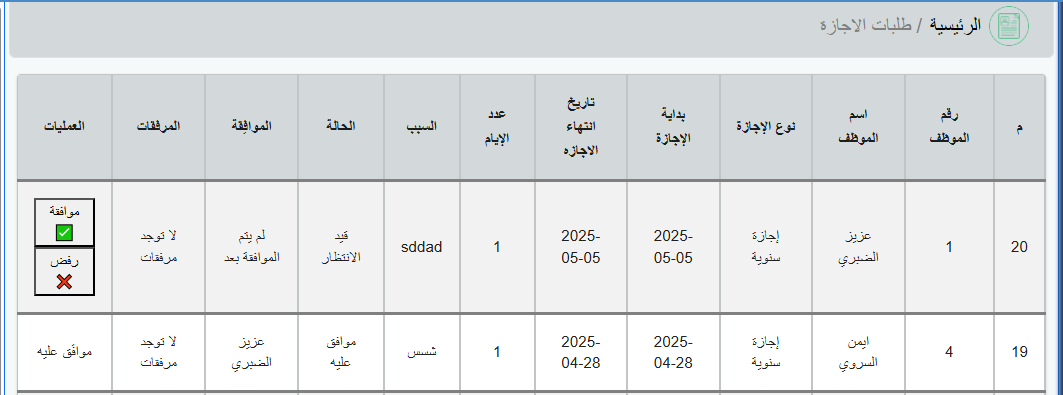 الرئيسية / طلبات الاجازة
م
رقم
الموظف
اسم
الموظف
نوع الإجازة
بداية
الإجازة
تاريخ
انتهاء
الاجازه
عدد
الإيام
السبب
الحالة
الموافقة
المرفقات
العمليات
20
1
عزيز
الضبري
إجازة
سنوية
2025-
05-05
2025-
05-05
1
sddad
قيد
الانتظار
لم يتم
الموافقة بعد
لا توجد
مرفقات
موافقة
رفض
19
4
ايمن
السروي
إجازة
سنوية
2025-
04-28
2025-
04-28
1
شسس
موافق
عليه
عزيز
الضبري
لا توجد
مرفقات
موافَق عليه